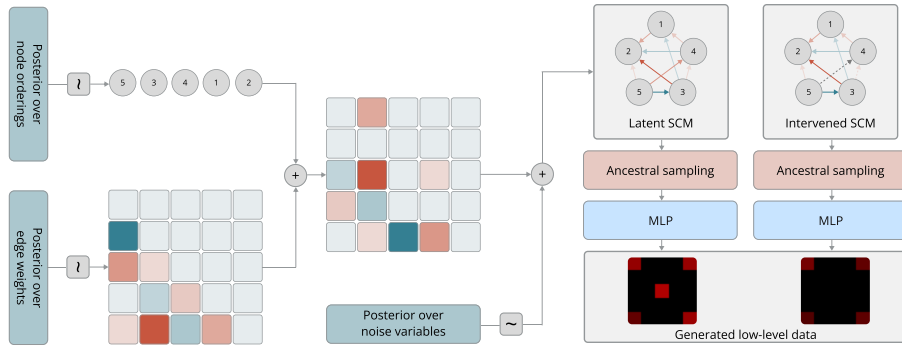 Posterior over
node orderings
~
5 3 4 1 2
Posterior over
edge weights
~
+
Posterior over
noise variables
~
+
1
2 4
5 3
Latent SCM
Ancestral sampling
MLP
1
2 4
5 3
Intervened SCM
Ancestral sampling
MLP
Generated low-level data